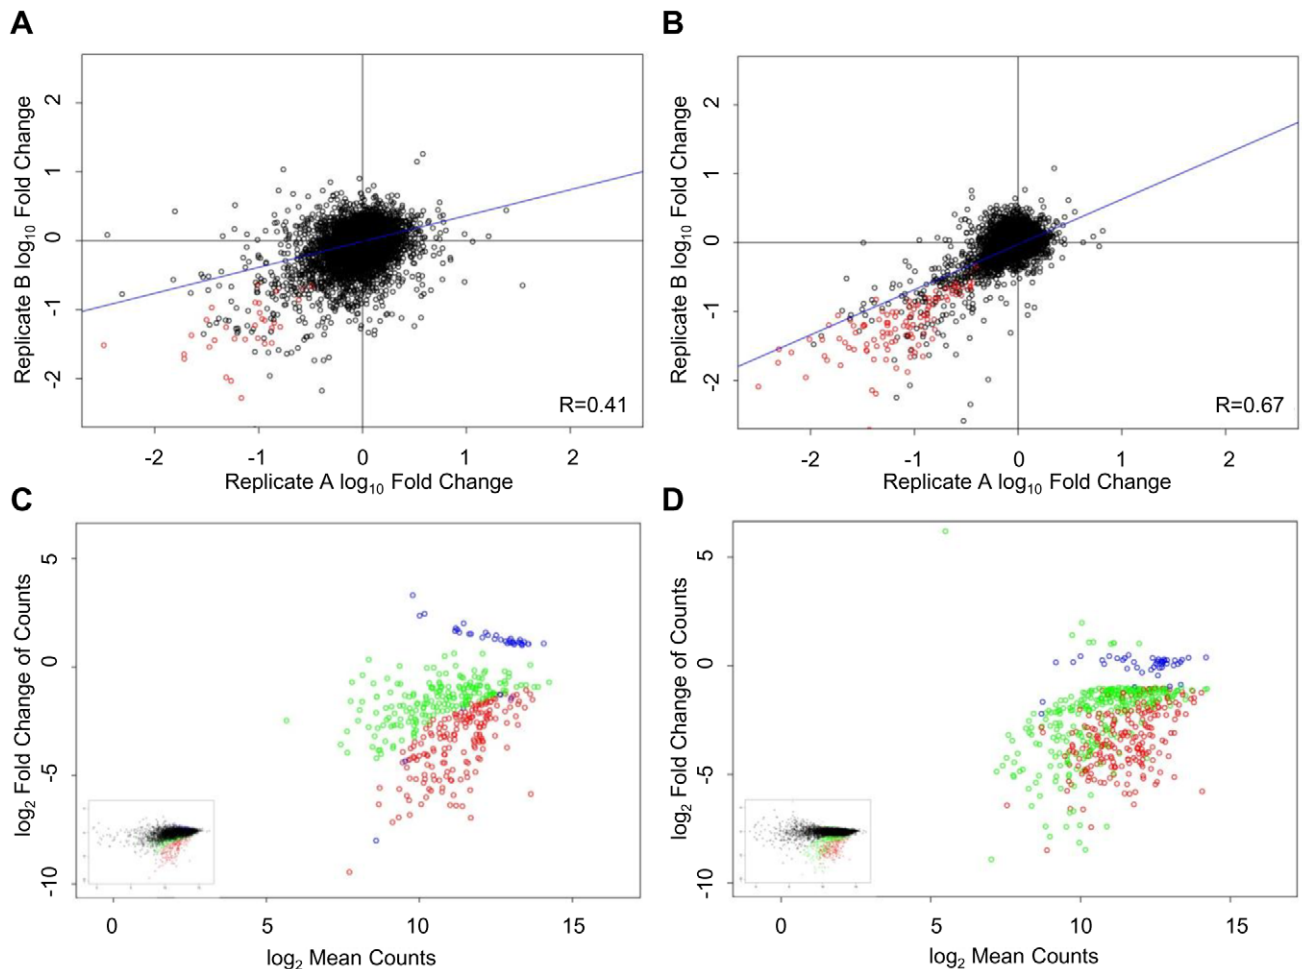 A
B
2
1
0
-1
-2
Replicate B log10 Fold Change
R=0.41
-2
-1
0
1
2
Replicate A log10 Fold Change
2
1
0
-1
-2
Replicate B log10 Fold Change
R=0.67
-2
-1
0
1
2
Replicate A log10 Fold Change
C
D
5
0
-5
-10
log2 Fold Change of Counts
0
5
10
15
log2 Mean Counts
5
0
-5
-10
log2 Fold Change of Counts
0
5
10
15
log2 Mean Counts